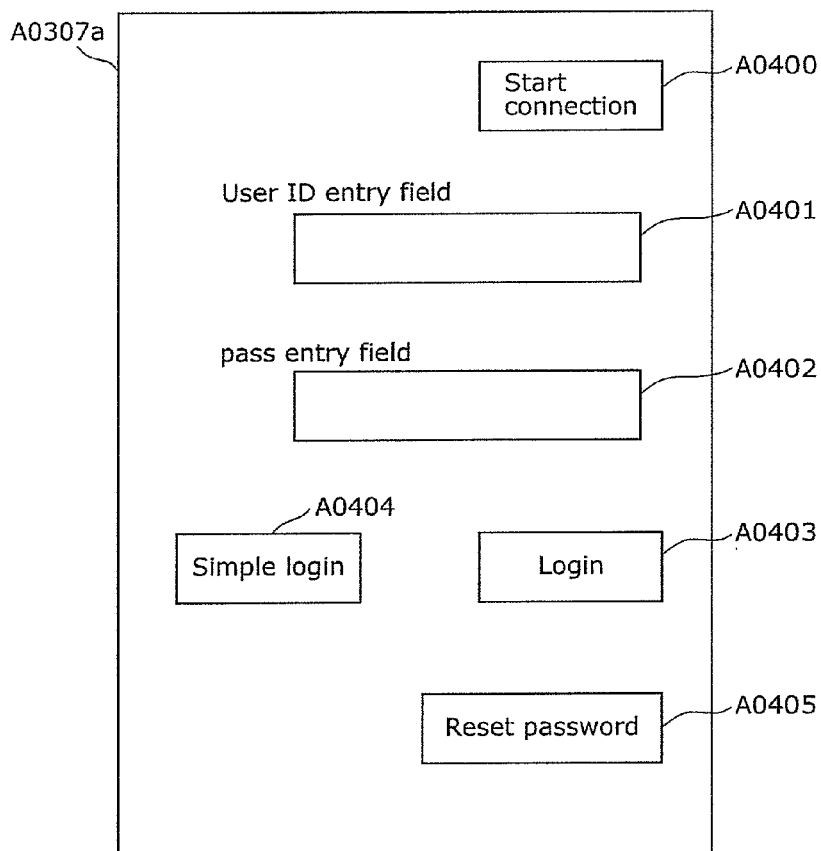 A0307a
Start
connection
A0400
User ID entry field
A0401
pass entry field
A0402
A0404
Simple login
Login
A0403
Reset password
A0405